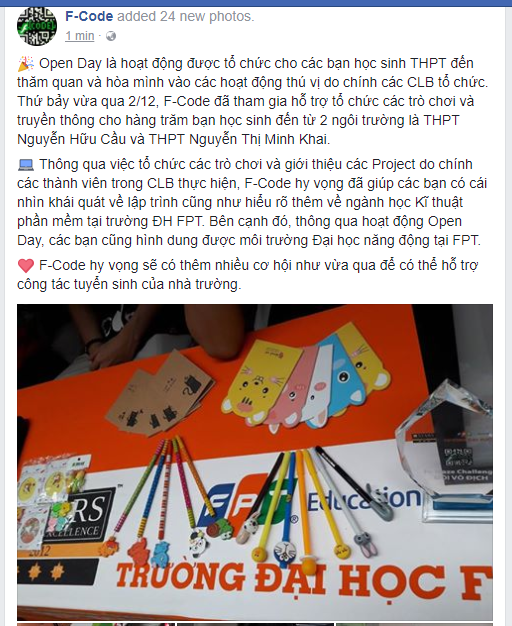 F-Code added 24 new photos.
1 min
Open Day là hoạt động được tổ chức cho các bạn học sinh THPT đến
thăm quan và hòa mình vào các hoạt động thú vị do chính các CLB tổ chức.
Thứ bảy vừa qua 2/12, F-Code đã tham gia hỗ trợ tổ chức các trò chơi và
truyền thông cho hàng trăm bạn học sinh đến từ 2 ngôi trường là THPT
Nguyễn Hữu Cầu và THPT Nguyễn Thị Minh Khai.
Thông qua việc tổ chức các trò chơi và giới thiệu các Project do chính
các thành viên trong CLB thực hiện, F-Code hy vọng đã giúp các bạn có cái
nhìn khái quát về lập trình cũng như hiểu rõ thêm về ngành học Kĩ thuật
phần mềm tại trường ĐH FPT. Bên cạnh đó, thông qua hoạt động Open
Day, các bạn cũng hình dung được môi trường Đại học năng động tại FPT.
F-Code hy vọng sẽ có thêm nhiều cơ hội như vừa qua để có thể hỗ trợ
công tác tuyển sinh của nhà trường.
FPT Education
RS
EXCELLENCE
2012
TRƯỜNG ĐẠI HỌC F